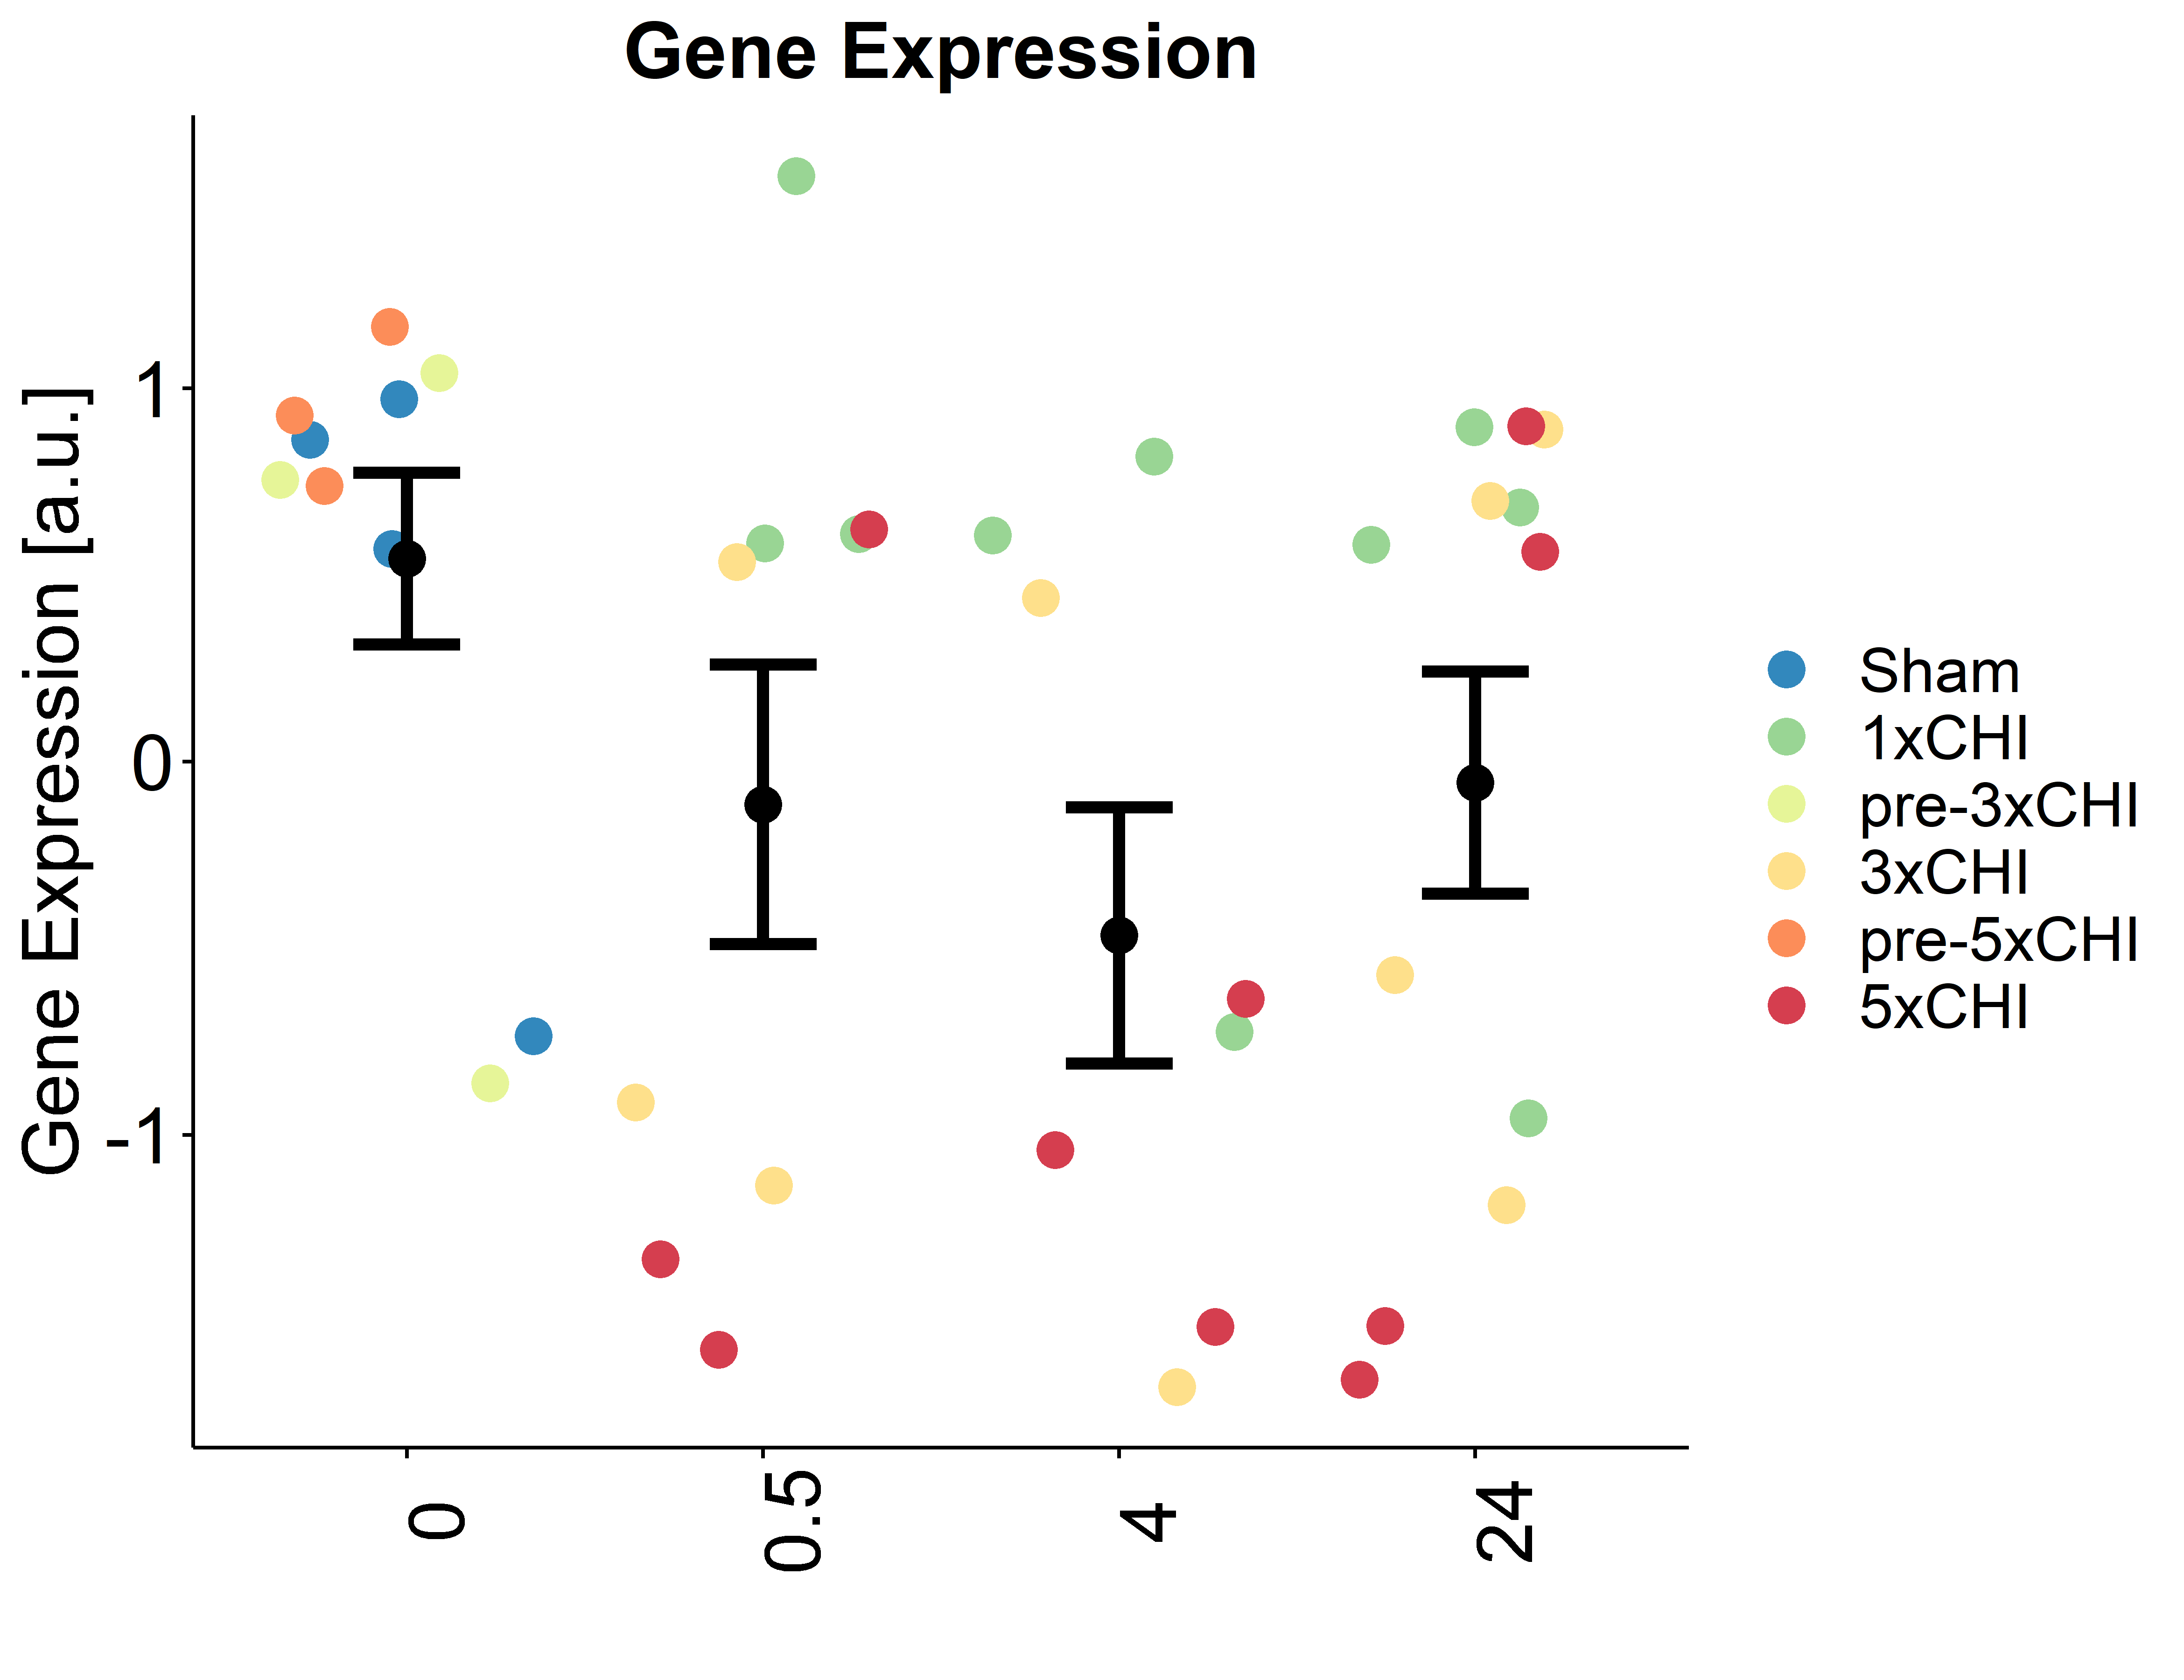 Gene Expression
Gene Expression [a.u.]
1
0
-1
0
0.5
4
24
Sham
1xCHI
pre-3xCHI
3xCHI
pre-5xCHI
5xCHI